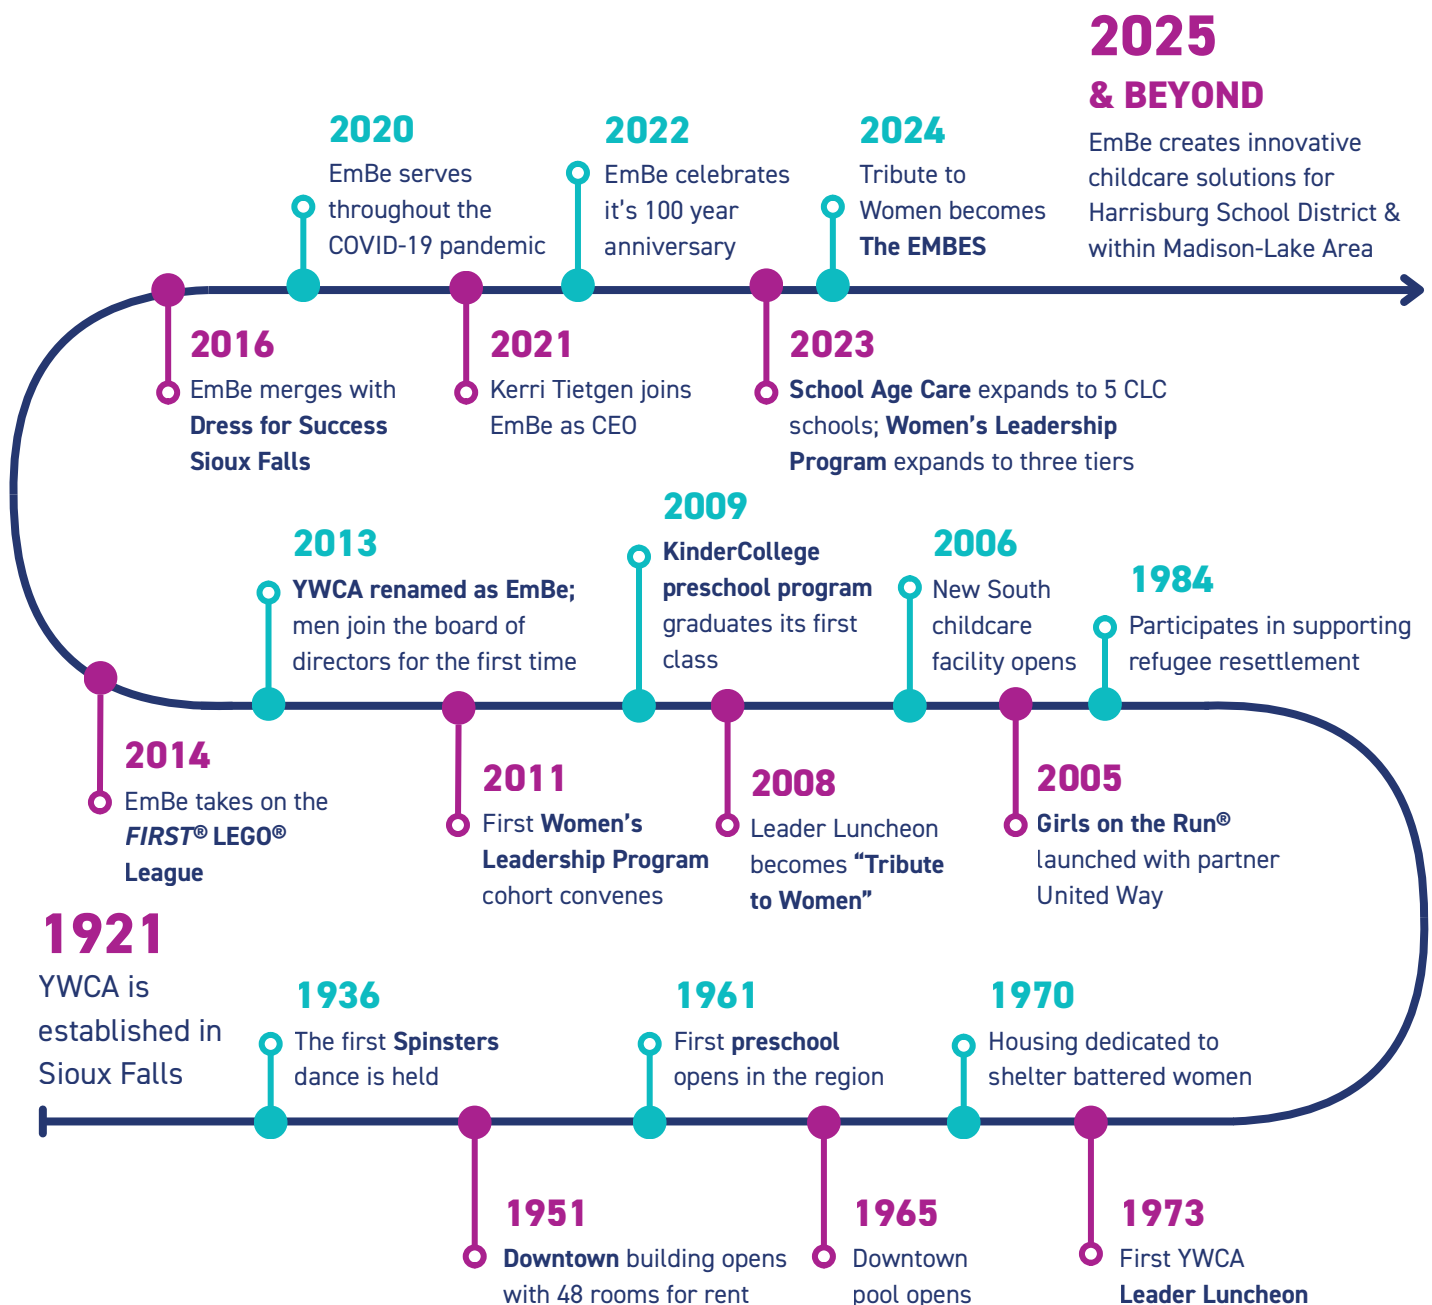 2025
& BEYOND
EmBe creates innovative
childcare solutions for
Harrisburg School District &
within Madison-Lake Area
2020
EmBe serves
throughout the
COVID-19 pandemic
2022
EmBe celebrates
it's 100 year
anniversary
2024
Tribute to
Women becomes
The EMBES
2016
EmBe merges with
Dress for Success
Sioux Falls
2021
Kerri Tietgen joins
EmBe as CEO
2023
School Age Care expands to 5 CLC
schools; Women’s Leadership
Program expands to three tiers
2013
YWCA renamed as EmBe;
men join the board of
directors for the first time
2009
KinderCollege
preschool program
graduates its first
class
2006
New South
childcare
facility opens
1984
Participates in supporting
refugee resettlement
2014
EmBe takes on the
FIRST® LEGO®
League
2011
First Women’s
Leadership Program
cohort convenes
2008
Leader Luncheon
becomes “Tribute
to Women”
2005
Girls on the Run®
launched with partner
United Way
1921
YWCA is
established in
Sioux Falls
1936
The first Spinsters
dance is held
1961
First preschool
opens in the region
1970
Housing dedicated to
shelter battered women
1951
Downtown building opens
with 48 rooms for rent
1965
Downtown
pool opens
1973
First YWCA
Leader Luncheon